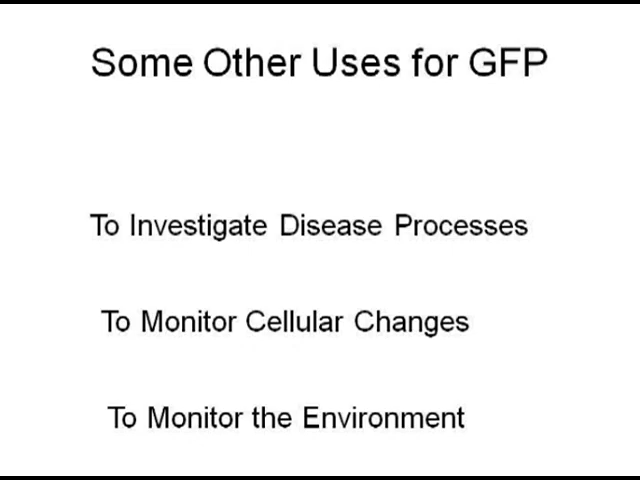 Some Other Uses for GFP
To Investigate Disease Processes
To Monitor Cellular Changes
To Monitor the Environment